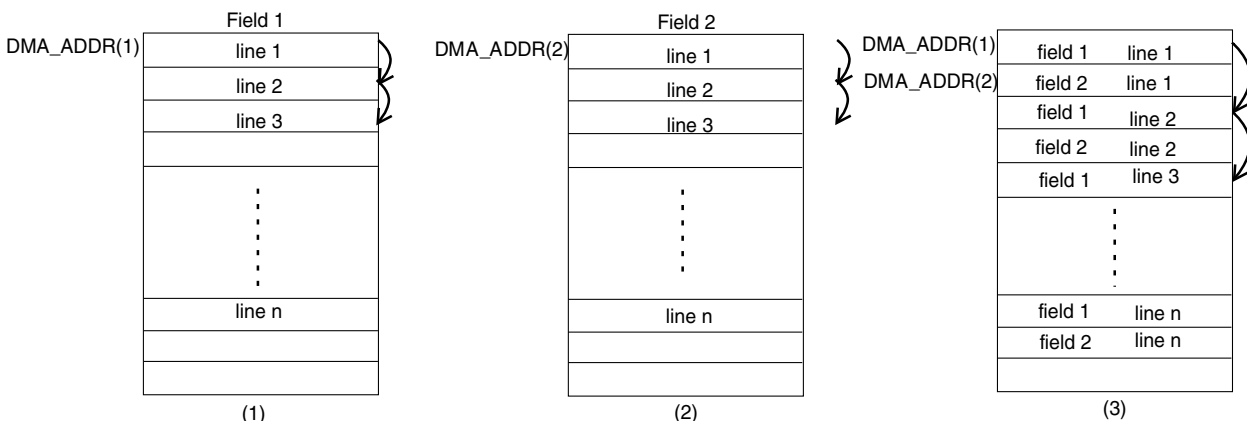 Field 1
DMA_ADDR(1)
line 1
line 2
line 3
line n
(1)
Field 2
DMA_ADDR(2)
line 1
line 2
line 3
line n
(2)
DMA_ADDR(1)
field 1 line 1
DMA_ADDR(2)
field 2 line 1
field 1 line 2
field 2 line 2
field 1 line 3
field 1 line n
field 2 line n
(3)